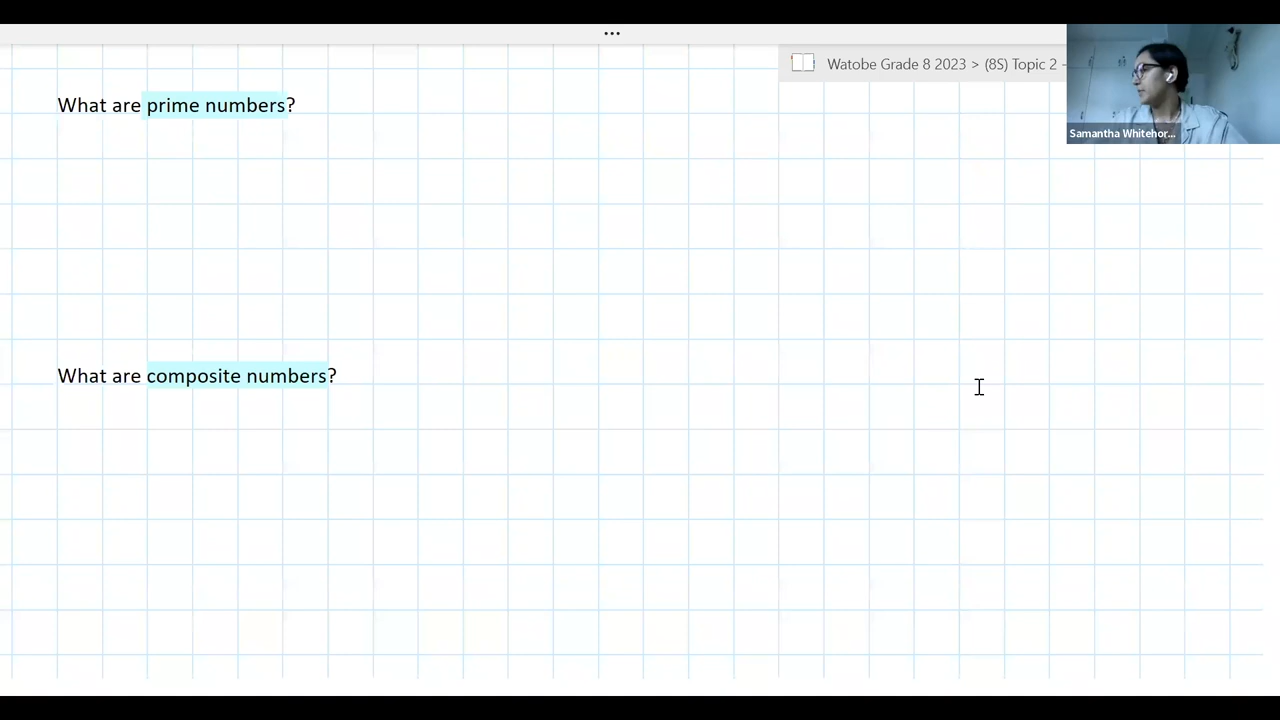 ...
Watobe Grade 8 2023 > (8S) Topic 2 -
Samantha Whitehor...
What are prime numbers?
What are composite numbers?